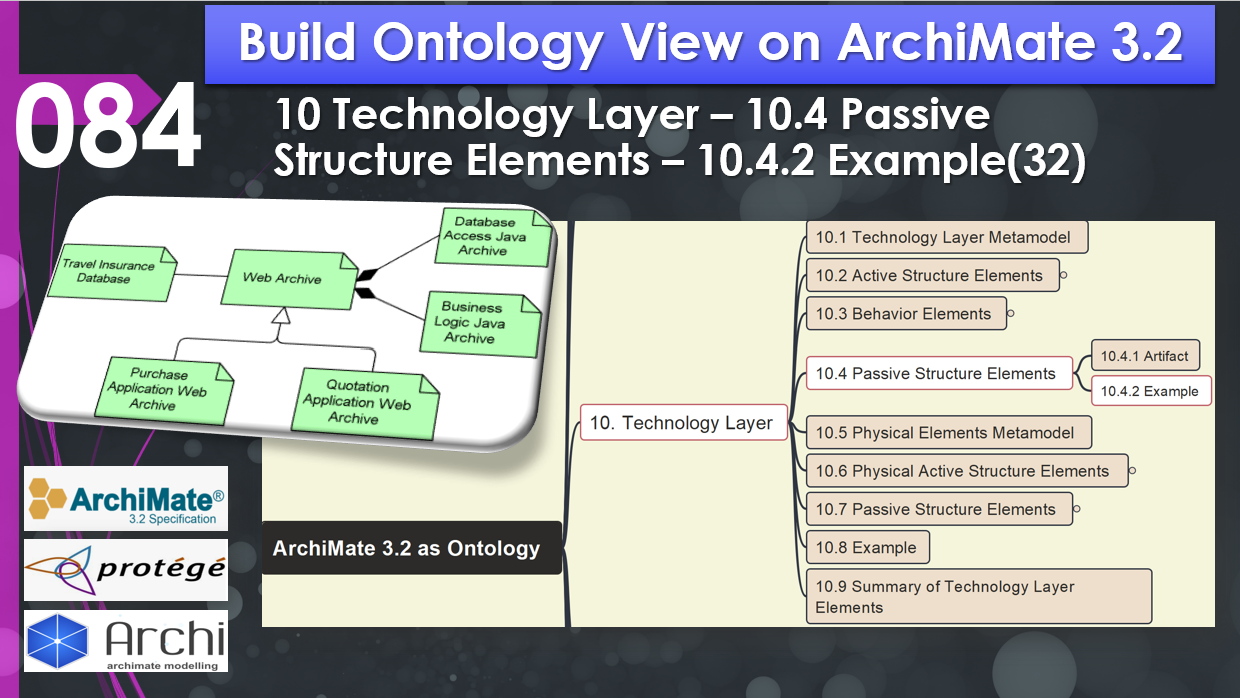 Build Ontology View on ArchiMate 3.2
084
10 Technology Layer – 10.4 Passive
Structure Elements – 10.4.2 Example(32)
Travel Insurance
Database
Web Archive
Database
Access Java
Archive
Business
Logic Java
Archive
Purchase
Application Web
Archive
Quotation
Application Web
Archive
ArchiMate®
3.2 Specification
protégé
Archi
archimate modelling
ArchiMate 3.2 as Ontology
10. Technology Layer
10.1 Technology Layer Metamodel
10.2 Active Structure Elements
10.3 Behavior Elements
10.4 Passive Structure Elements
10.4.1 Artifact
10.4.2 Example
10.5 Physical Elements Metamodel
10.6 Physical Active Structure Elements
10.7 Passive Structure Elements
10.8 Example
10.9 Summary of Technology Layer
Elements